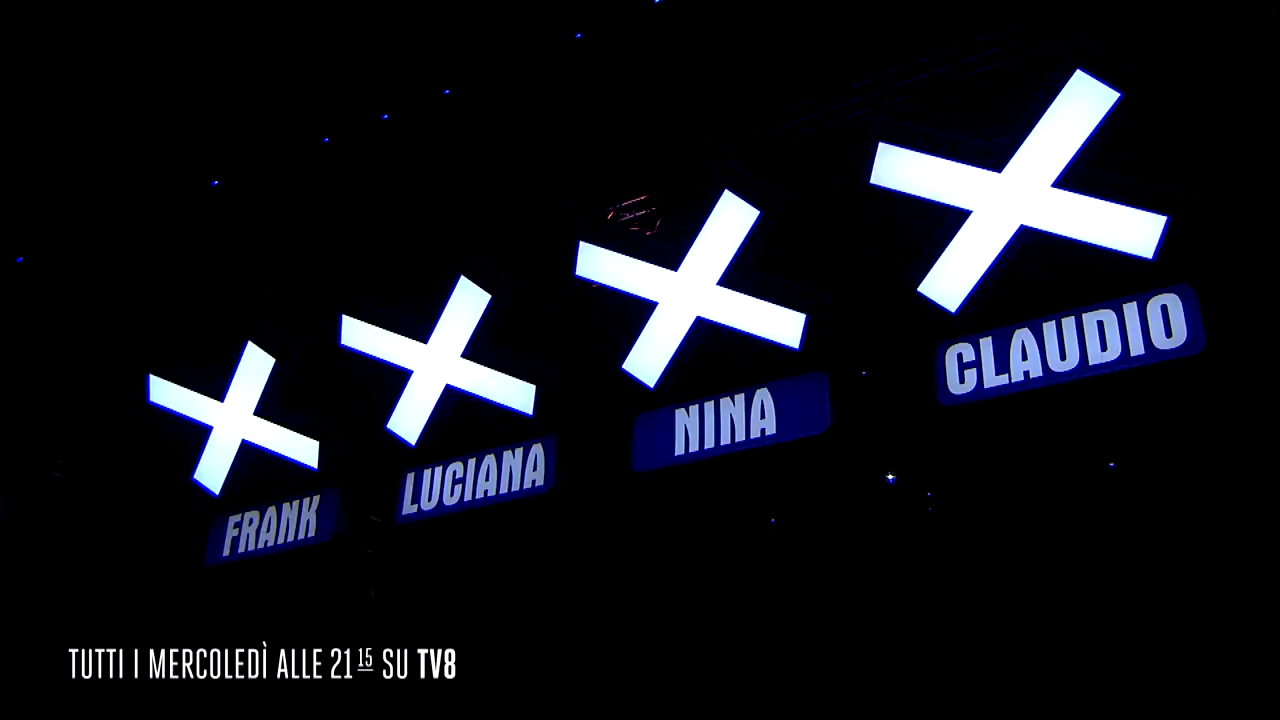 FRANK
LUCIANA
NINA
CLAUDIO
TUTTI I MERCOLEDÌ ALLE 21 15 SU TV8